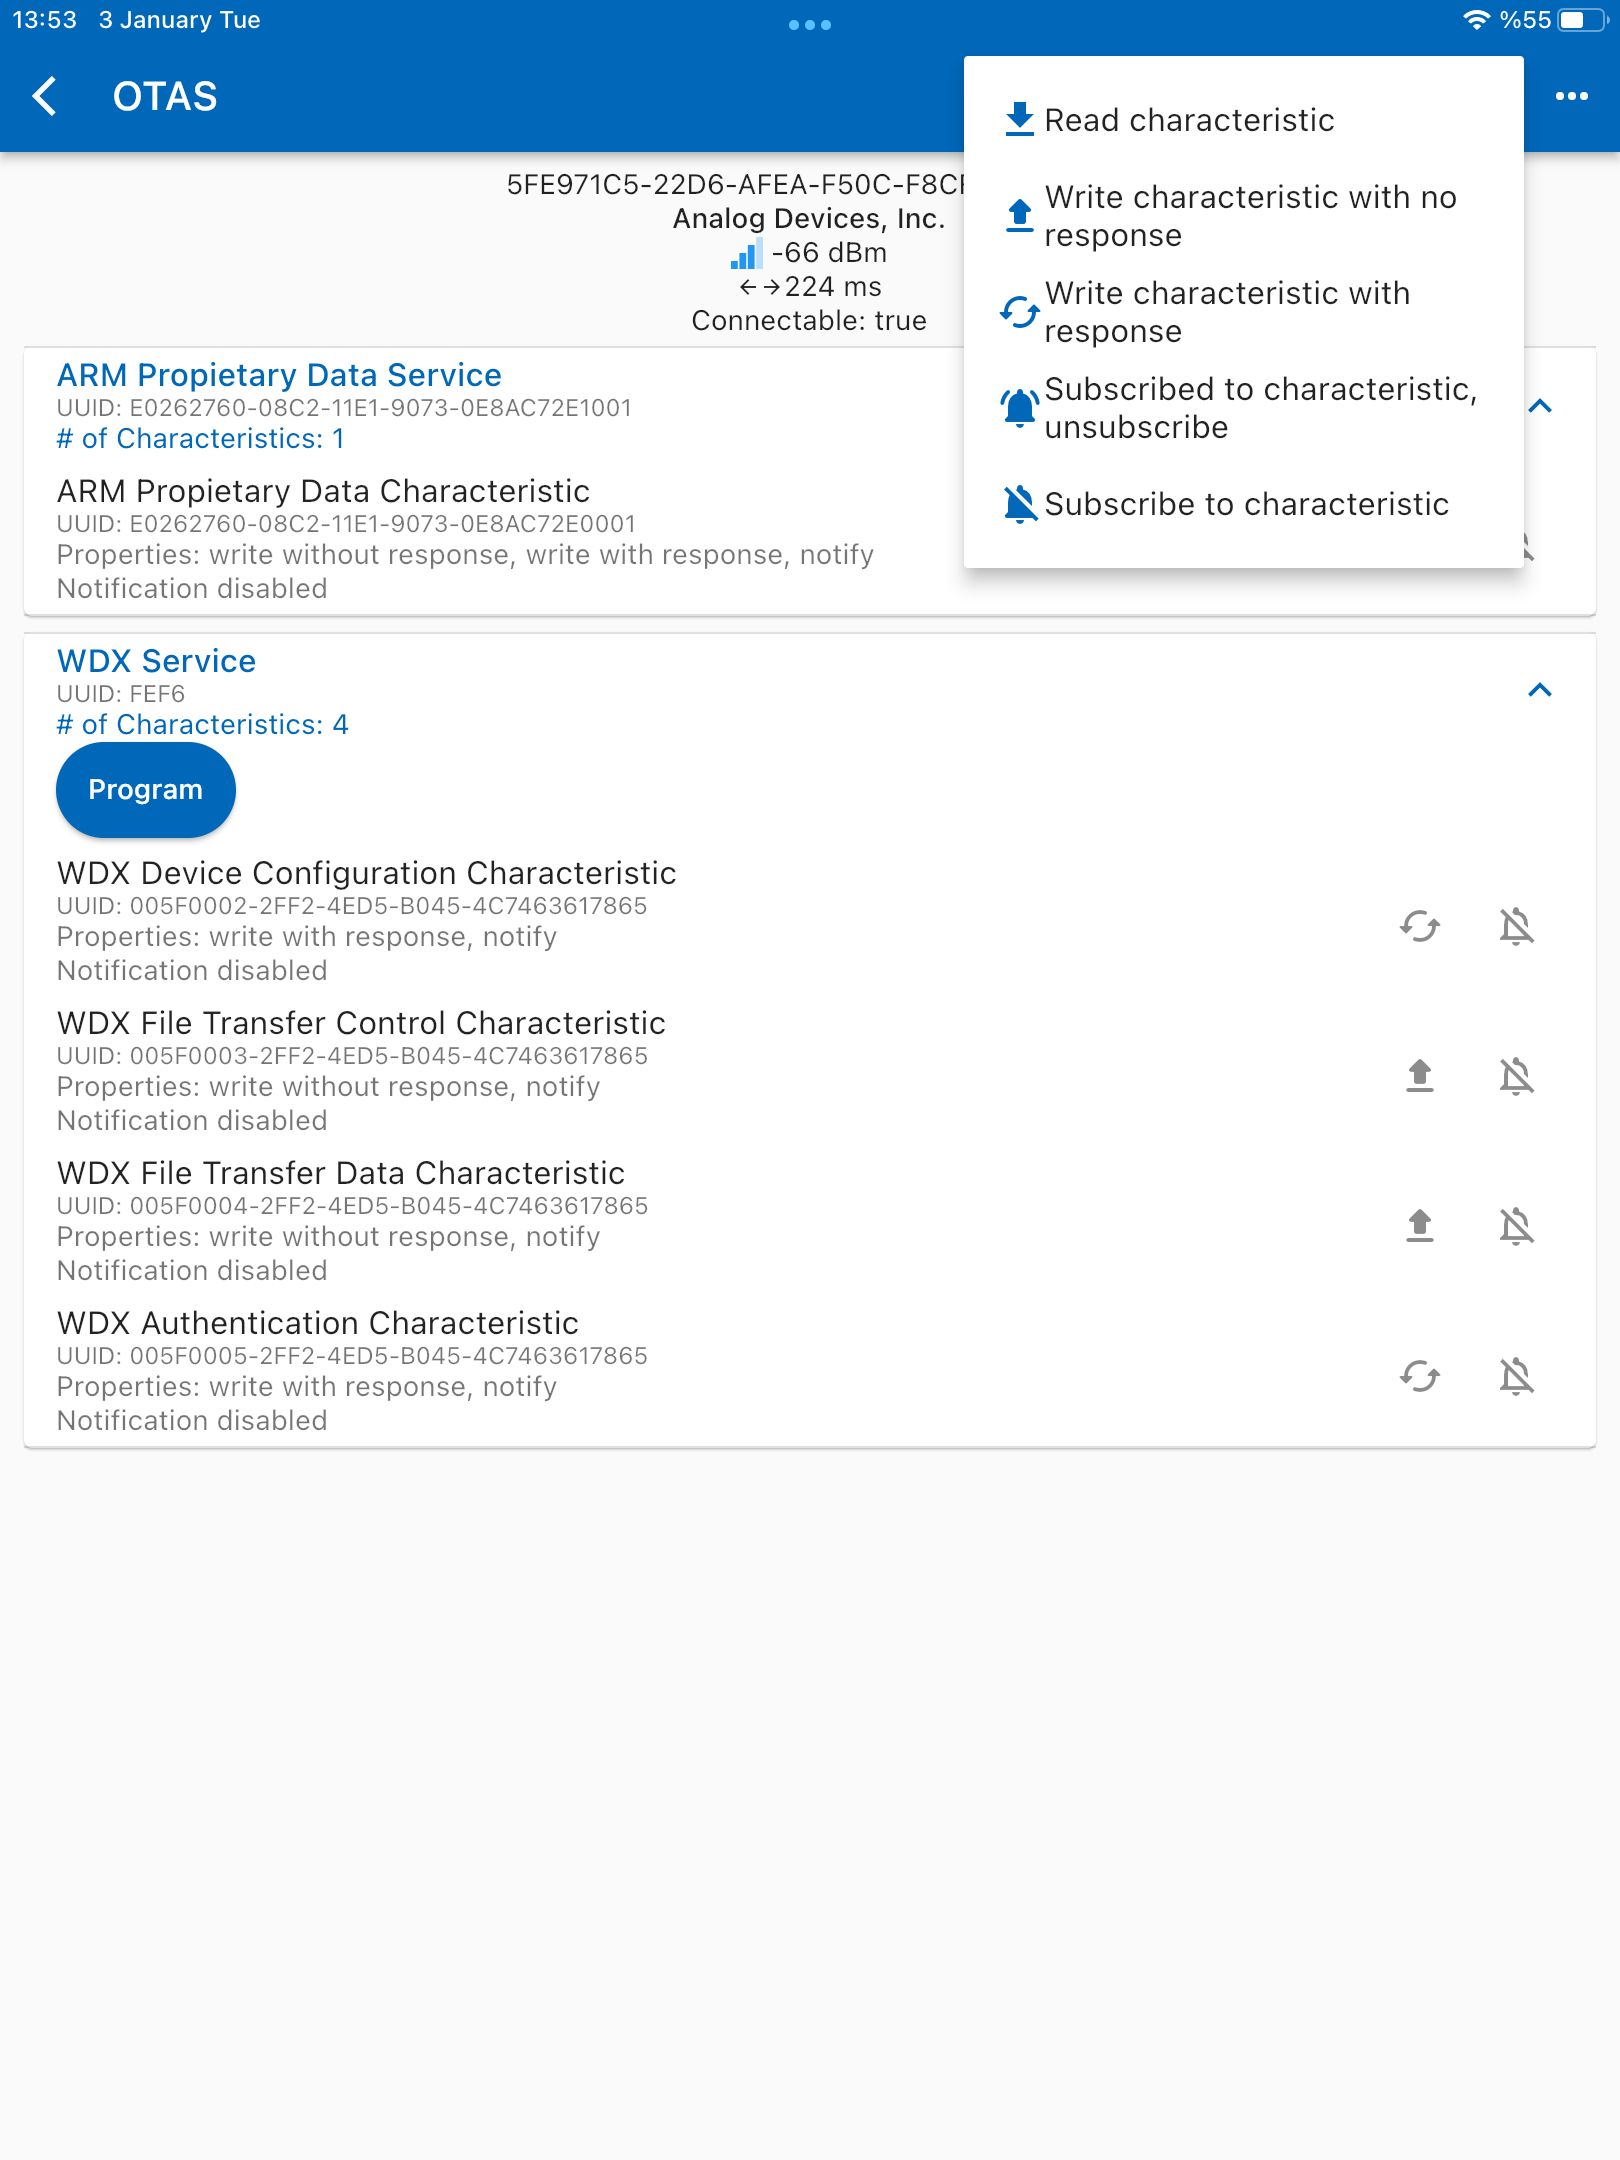 13:53 3 January Tue
%55
OTAS
Read characteristic
Write characteristic with no
response
Write characteristic with
response
Subscribed to characteristic,
unsubscribe
Subscribe to characteristic
5FE971C5-22D6-AFEA-F50C-F8C
Analog Devices, Inc.
-66 dBm
224 ms
Connectable: true
ARM Propietary Data Service
UUID: E0262760-08C2-11E1-9073-0E8AC72E1001
# of Characteristics: 1
ARM Propietary Data Characteristic
UUID: E0262760-08C2-11E1-9073-0E8AC72E0001
Properties: write without response, write with response, notify
Notification disabled
WDX Service
UUID: FEF6
# of Characteristics: 4
Program
WDX Device Configuration Characteristic
UUID: 005F0002-2FF2-4ED5-B045-4C7463617865
Properties: write with response, notify
Notification disabled
WDX File Transfer Control Characteristic
UUID: 005F0003-2FF2-4ED5-B045-4C7463617865
Properties: write without response, notify
Notification disabled
WDX File Transfer Data Characteristic
UUID: 005F0004-2FF2-4ED5-B045-4C7463617865
Properties: write without response, notify
Notification disabled
WDX Authentication Characteristic
UUID: 005F0005-2FF2-4ED5-B045-4C7463617865
Properties: write with response, notify
Notification disabled